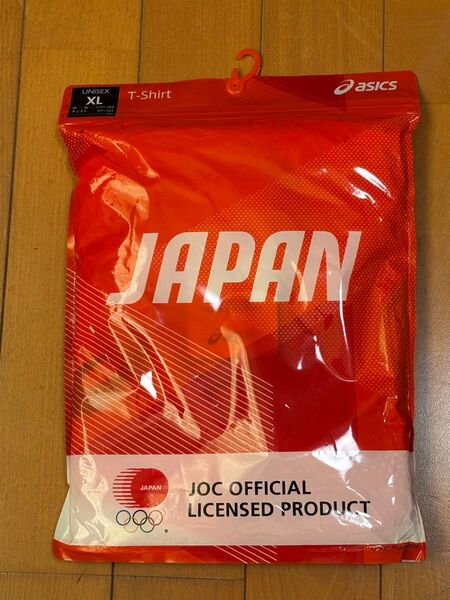 UNISEX
XL
T-Shirt
asics
JAPAN
JAPAN
JOC OFFICIAL
LICENSED PRODUCT